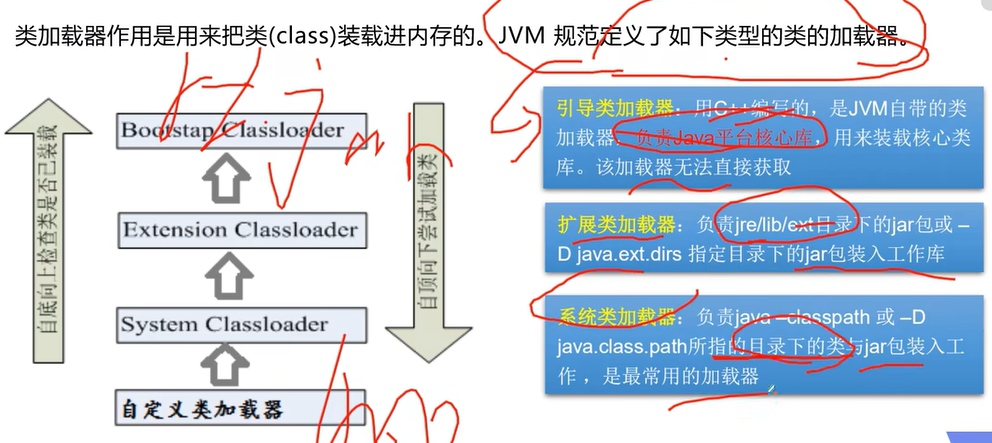 类加载器作用是用来把类(class)装载进内存的。JVM 规范定义了如下类型的类的加载器。
自底向上检查类是否已装载
Bootstap Classloader
Extension Classloader
System Classloader
自定义类加载器
自顶向下尝试加载类
引导类加载器：用C++编写的，是JVM自带的类
加载器，负责Java平台核心库，用来装载核心类
库。该加载器无法直接获取
扩展类加载器：负责jre/lib/ext目录下的jar包或 –
D java.ext.dirs 指定目录下的jar包装入工作库
系统类加载器：负责java –classpath 或 –D
java.class.path所指的目录下的类与jar包装入工
作 ，是最常用的加载器